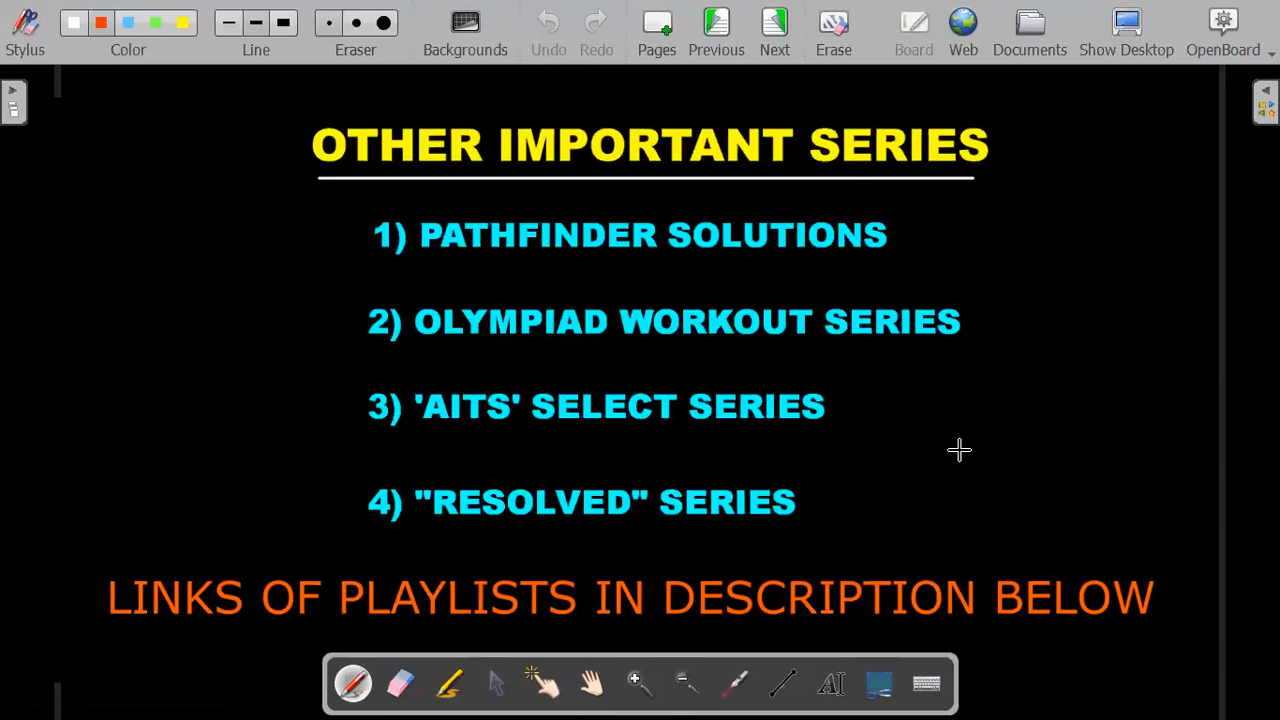 Stylus
Color
Line
Eraser
Backgrounds
Undo
Redo
Pages
Previous
Next
Erase
Board
Web
Documents
Show Desktop
OpenBoard
OTHER IMPORTANT SERIES
1) PATHFINDER SOLUTIONS
2) OLYMPIAD WORKOUT SERIES
3) 'AITS' SELECT SERIES
4) "RESOLVED" SERIES
LINKS OF PLAYLISTS IN DESCRIPTION BELOW
AI